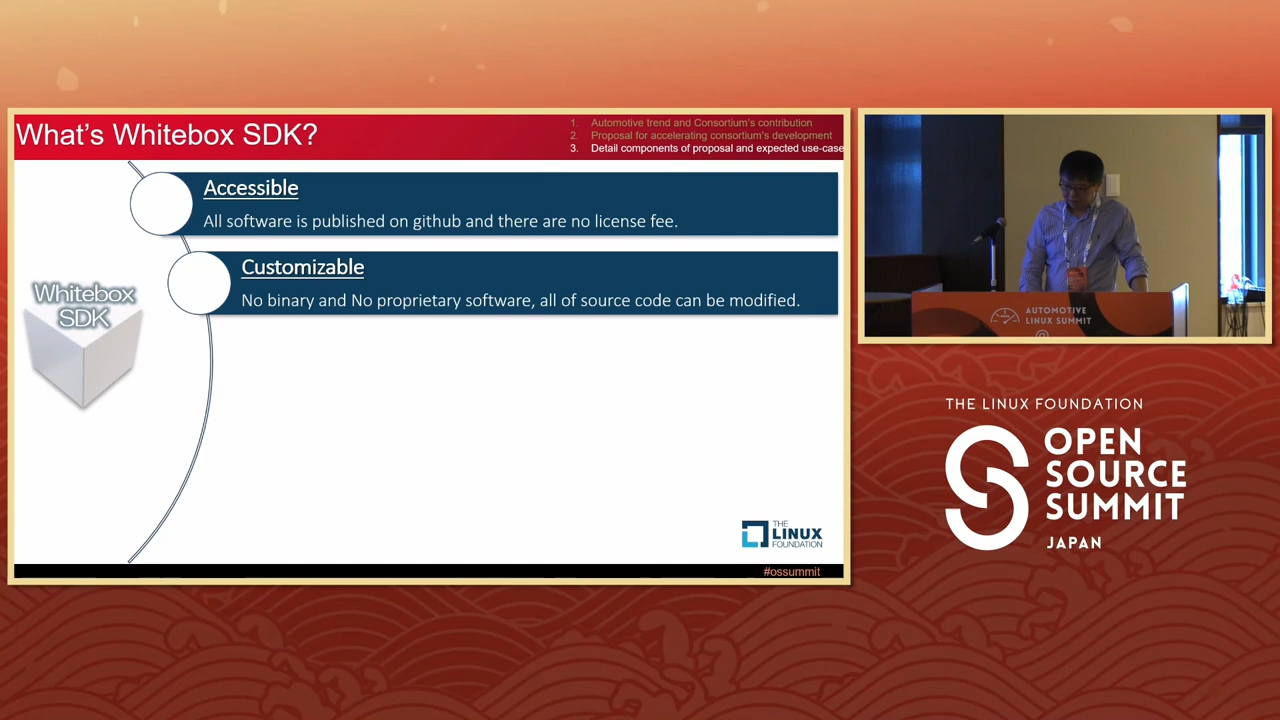 What's Whitebox SDK?
1. Automotive trend and Consortium's contribution
2. Proposal for accelerating consortium's development
3. Detail components of proposal and expected use-case
Accessible
All software is published on github and there are no license fee.
Customizable
No binary and No proprietary software, all of source code can be modified.
Whitebox
SDK
THE
LINUX
FOUNDATION
#ossummit
AUTOMOTIVE
LINUX SUMMIT
THE LINUX FOUNDATION
OPEN
SOURCE
SUMMIT
JAPAN